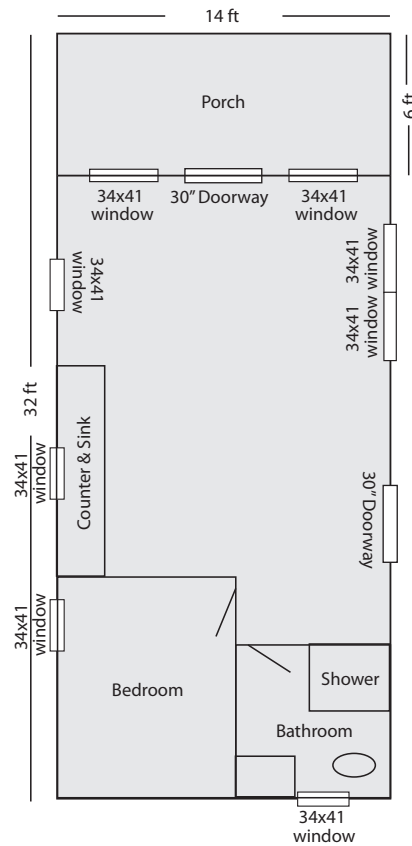 14 ft
6 ft
Porch
34x41
window
30” Doorway
34x41
window
34x41
window
34x41
window
34x41
window
32 ft
Counter & Sink
34x41
window
30” Doorway
34x41
window
Bedroom
Shower
Bathroom
34x41
window